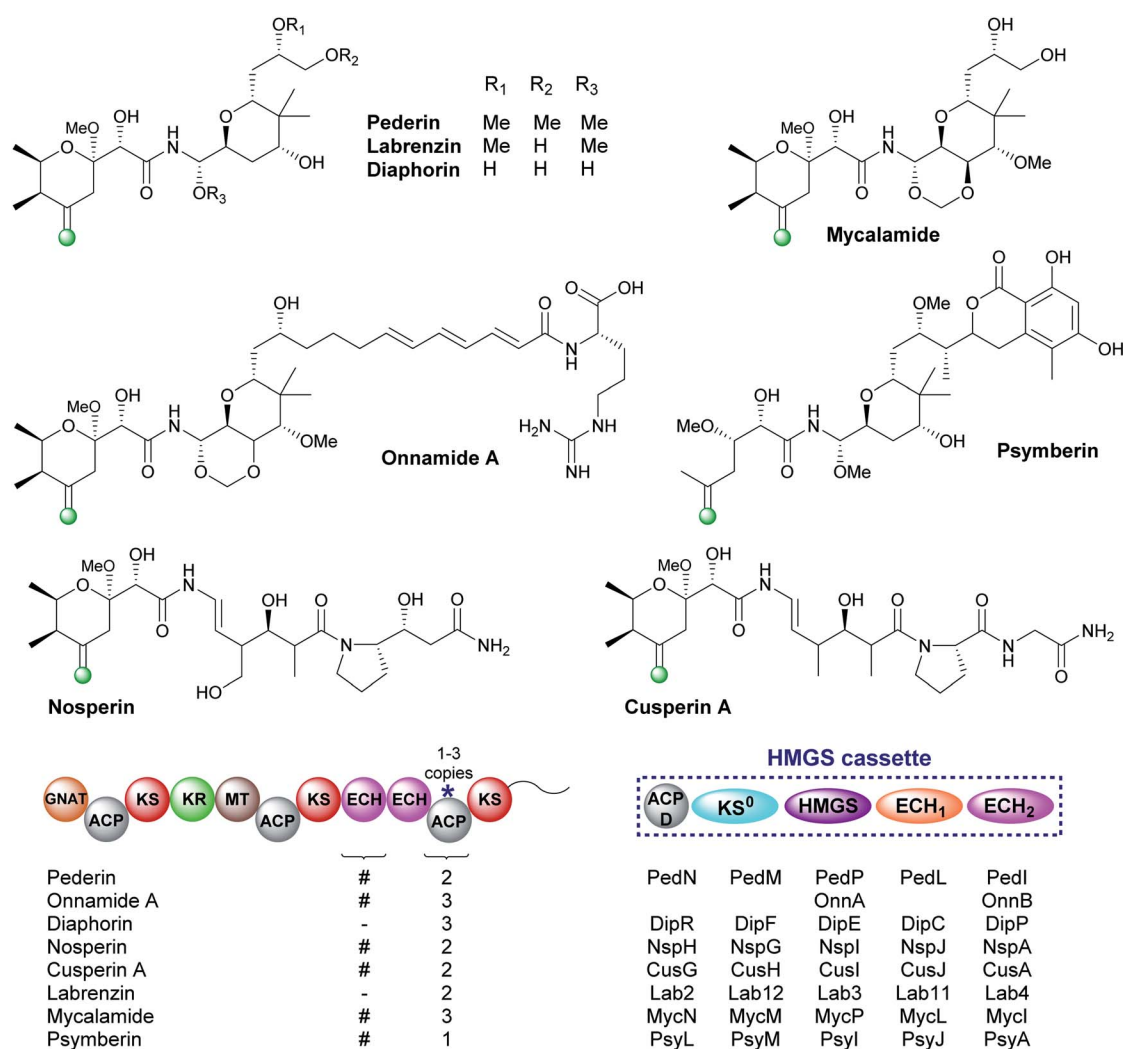 OR1
OR2
R1 R2 R3
Pederin Me Me Me
Labrenzin Me H Me
Diaphorin H H H
OH
MeO
O
H
N
O
O
OH
OR3
OH
OH
OH
MeO
O
H
N
O
O
OMe
O
O
Mycalamide
OH
O
N
H
O
OH
OH
MeO
O
H
N
O
O
OMe
O
O
H2N
NH
NH
Onnamide A
O
OH
OMe
O
OH
OH
MeO
H
N
O
O
OH
OMe
Psymberin
OH
MeO
O
H
N
O
OH
O
N
OH
O
NH2
HO
Nosperin
OH
MeO
O
H
N
O
OH
O
N
O
N
H
O
NH2
Cusperin A
1-3
copies
*
GNAT ACP KS KR MT ACP KS ECH ECH ACP KS
HMGS cassette
ACP
D
KS0 HMGS ECH1 ECH2
Pederin # 2 PedN PedM PedP PedL PedI
Onnamide A # 3 OnnA OnnB
Diaphorin - 3 DipR DipF DipE DipC DipP
Nosperin # 2 NspH NspG NspI NspJ NspA
Cusperin A # 2 CusG CusH CusI CusJ CusA
Labrenzin - 2 Lab2 Lab12 Lab3 Lab11 Lab4
Mycalamide # 3 MycN MycM MycP MycL MycI
Psymberin # 1 PsyL PsyM PsyI PsyJ PsyA